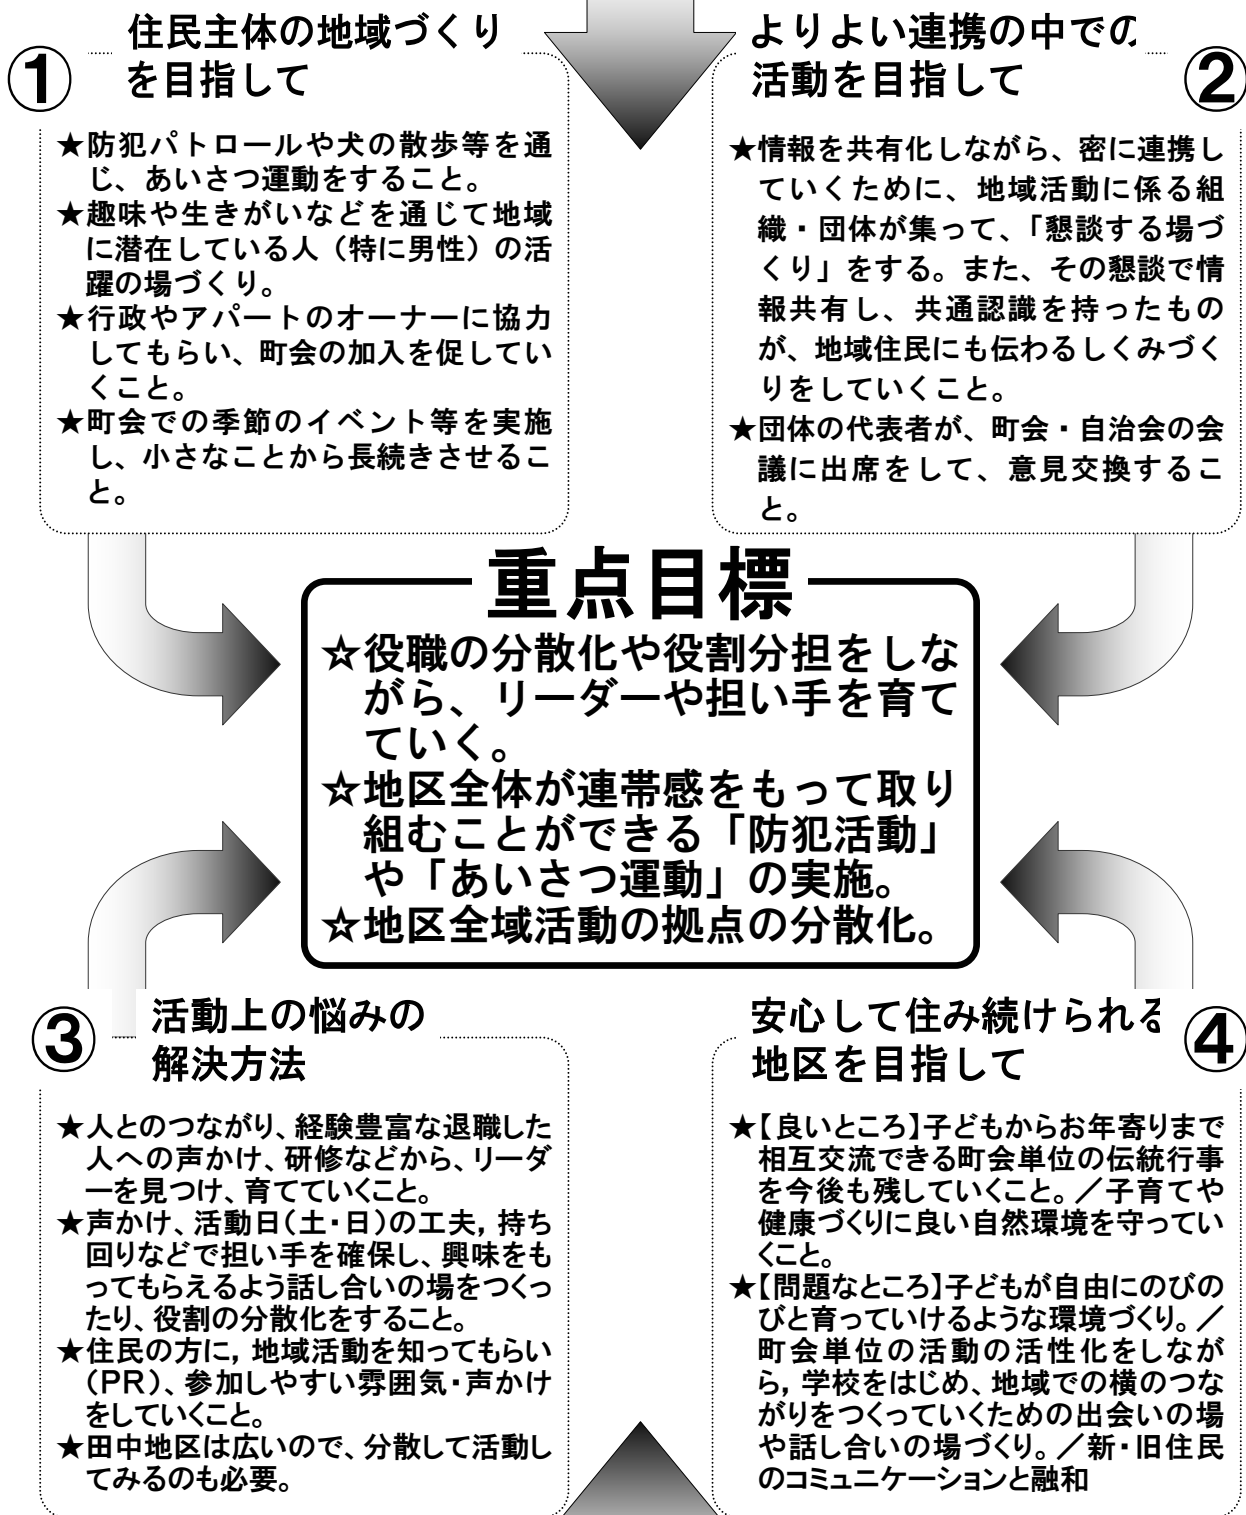 ①
住民主体の地域づくり
を目指して
★防犯パトロールや犬の散歩等を通
じ、あいさつ運動をすること。
★趣味や生きがいなどを通じて地域
に潜在している人（特に男性）の活
躍の場づくり。
★行政やアパートのオーナーに協力
してもらい、町会の加入を促してい
くこと。
★町会での季節のイベント等を実施
し、小さなことから長続きさせるこ
と。
よりよい連携の中での
活動を目指して
②
★情報を共有化しながら、密に連携し
ていくために、地域活動に係る組
織・団体が集って、「懇談する場づ
くり」をする。また、その懇談で情
報共有し、共通認識を持ったもの
が、地域住民にも伝わるしくみづく
りをしていくこと。
★団体の代表者が、町会・自治会の会
議に出席をして、意見交換するこ
と。
重点目標
☆役職の分散化や役割分担をしな
がら、リーダーや担い手を育て
ていく。
☆地区全体が連帯感をもって取り
組むことができる「防犯活動」
や「あいさつ運動」の実施。
☆地区全域活動の拠点の分散化。
③
活動上の悩みの
解決方法
★人とのつながり、経験豊富な退職した
人への声かけ、研修などから、リーダ
ーを見つけ、育てていくこと。
★声かけ、活動日（土・日）の工夫，持ち
回りなどで担い手を確保し、興味をも
ってもらえるよう話し合いの場をつくっ
たり、役割の分散化をすること。
★住民の方に，地域活動を知ってもらい
（PR）、参加しやすい雰囲気・声かけ
をしていくこと。
★田中地区は広いので、分散して活動し
てみるのも必要。
安心して住み続けられる
地区を目指して
④
★【良いところ】子どもからお年寄りまで
相互交流できる町会単位の伝統行事
を今後も残していくこと。／子育てや
健康づくりに良い自然環境を守ってい
くこと。
★【問題なところ】子どもが自由にのびの
びと育っていけるような環境づくり。／
町会単位の活動の活性化をしなが
ら，学校をはじめ、地域での横のつな
がりをつくっていくための出会いの場
や話し合いの場づくり。／新・旧住民
のコミュニケーションと融和